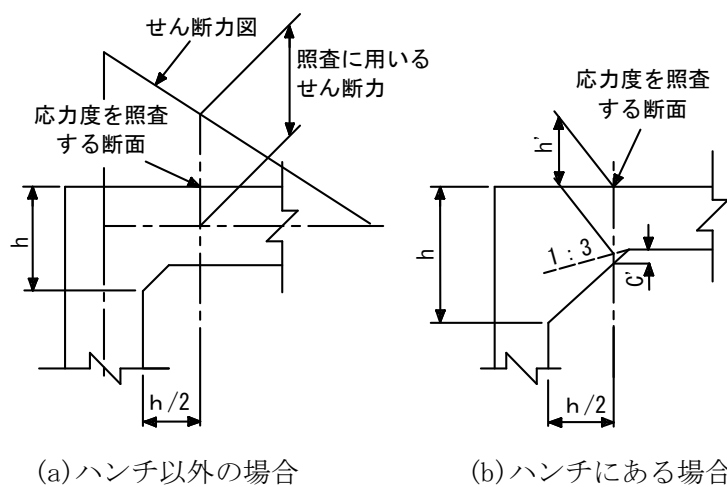 せん断力図
照査に用いる
せん断力
応力度を照査
する断面
h
h/2
(a)ハンチ以外の場合
応力度を照査
する断面
h'
h
1:3
C'
h/2
(b)ハンチにある場合